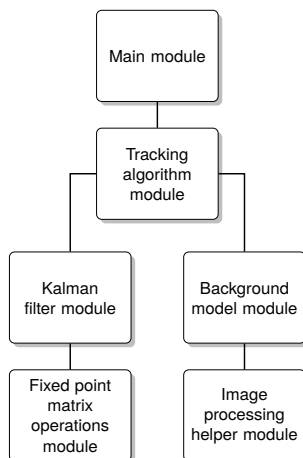 Main module
Tracking
algorithm
module
Kalman
filter module
Background
model module
Fixed point
matrix
operations
module
Image
processing
helper module